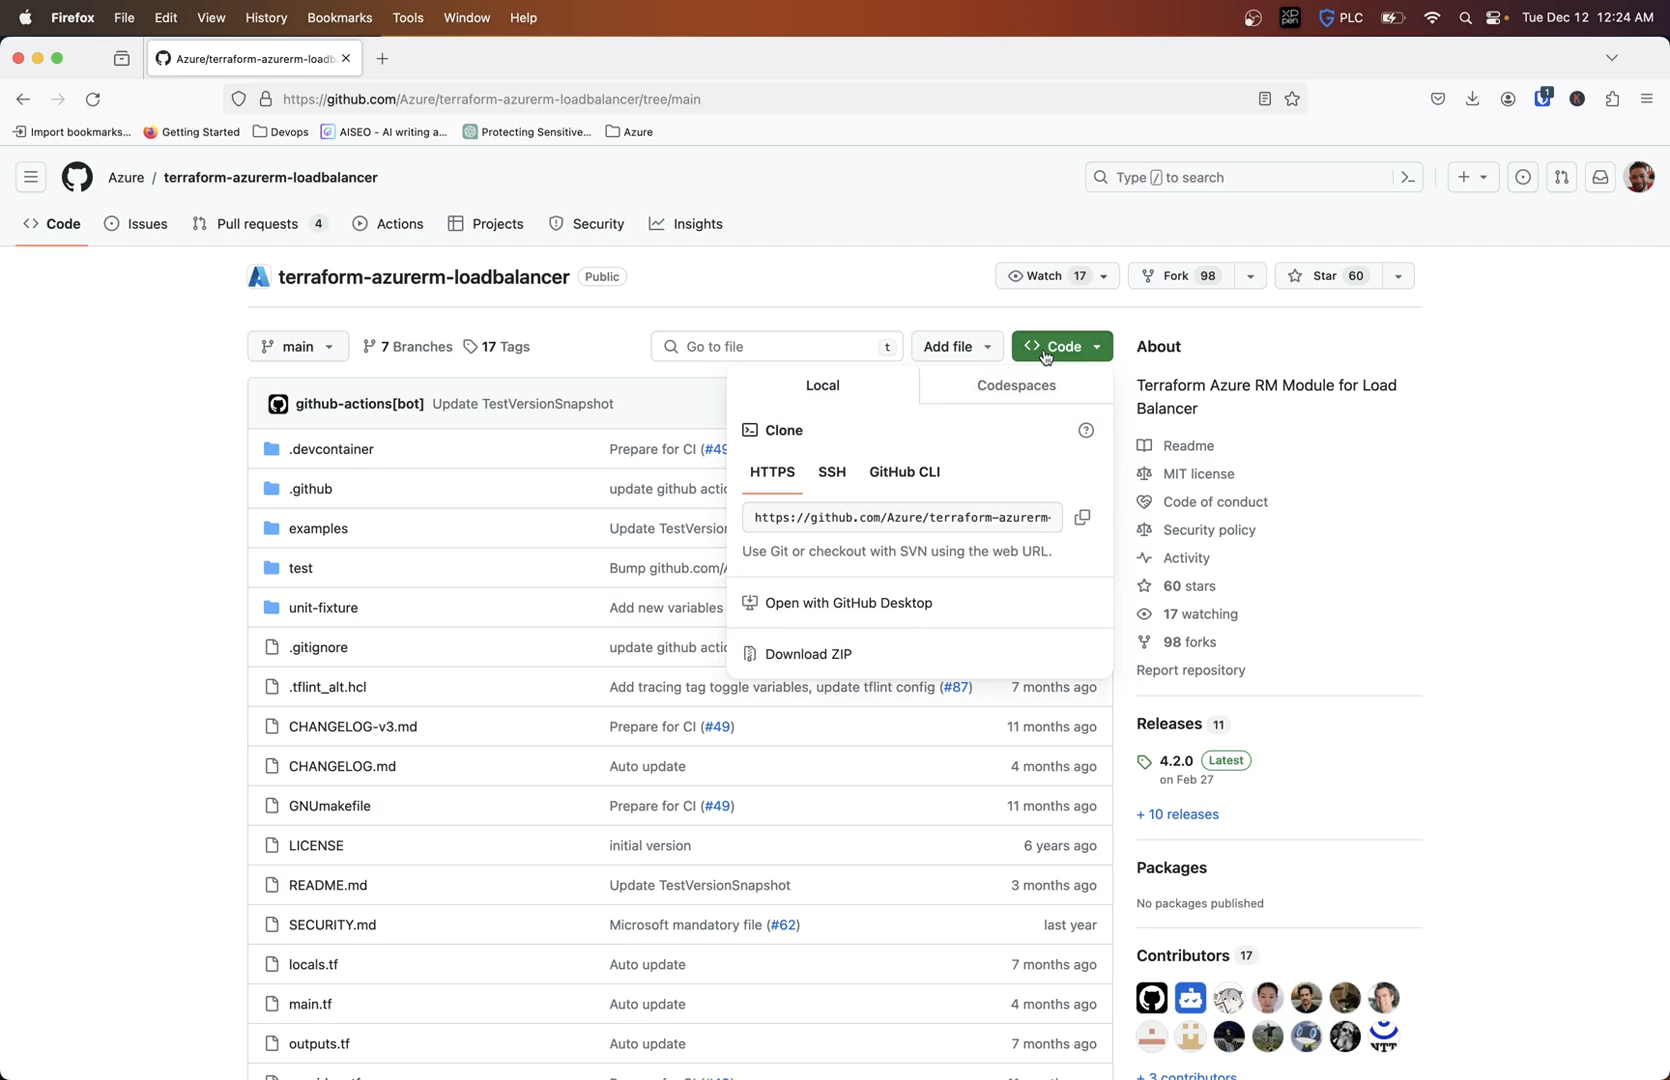 Firefox File Edit View History Bookmarks Tools Window Help
XP PEN PLC Tue Dec 12 12:24 AM
Azure/terraform-azurerm-loadb
https://github.com/Azure/terraform-azurerm-loadbalancer/tree/main
1 K
Import bookmarks... Getting Started Devops AISEO - AI writing a... Protecting Sensitive... Azure
Azure / terraform-azurerm-loadbalancer
Type / to search
Code Issues Pull requests 4 Actions Projects Security Insights
terraform-azurerm-loadbalancer Public
Watch 17 Fork 98 Star 60
main 7 Branches 17 Tags
Go to file t Add file Code
github-actions[bot] Update TestVersionSnapshot
.devcontainer Prepare for CI (#49
.github update github actio
examples Update TestVersion
test Bump github.com/
unit-fixture Add new variables
.gitignore update github actio
.tflint_alt.hcl Add tracing tag toggle variables, update tflint config (#87) 7 months ago
CHANGELOG-v3.md Prepare for CI (#49) 11 months ago
CHANGELOG.md Auto update 4 months ago
GNUmakefile Prepare for CI (#49) 11 months ago
LICENSE initial version 6 years ago
README.md Update TestVersionSnapshot 3 months ago
SECURITY.md Microsoft mandatory file (#62) last year
locals.tf Auto update 7 months ago
main.tf Auto update 4 months ago
outputs.tf Auto update 7 months ago
Local Codespaces
Clone
HTTPS SSH GitHub CLI
https://github.com/Azure/terraform-azurerm-
Use Git or checkout with SVN using the web URL.
Open with GitHub Desktop
Download ZIP
About
Terraform Azure RM Module for Load
Balancer
Readme
MIT license
Code of conduct
Security policy
Activity
60 stars
17 watching
98 forks
Report repository
Releases 11
4.2.0 Latest
on Feb 27
+ 10 releases
Packages
No packages published
Contributors 17
NTT
+ 3 contributors